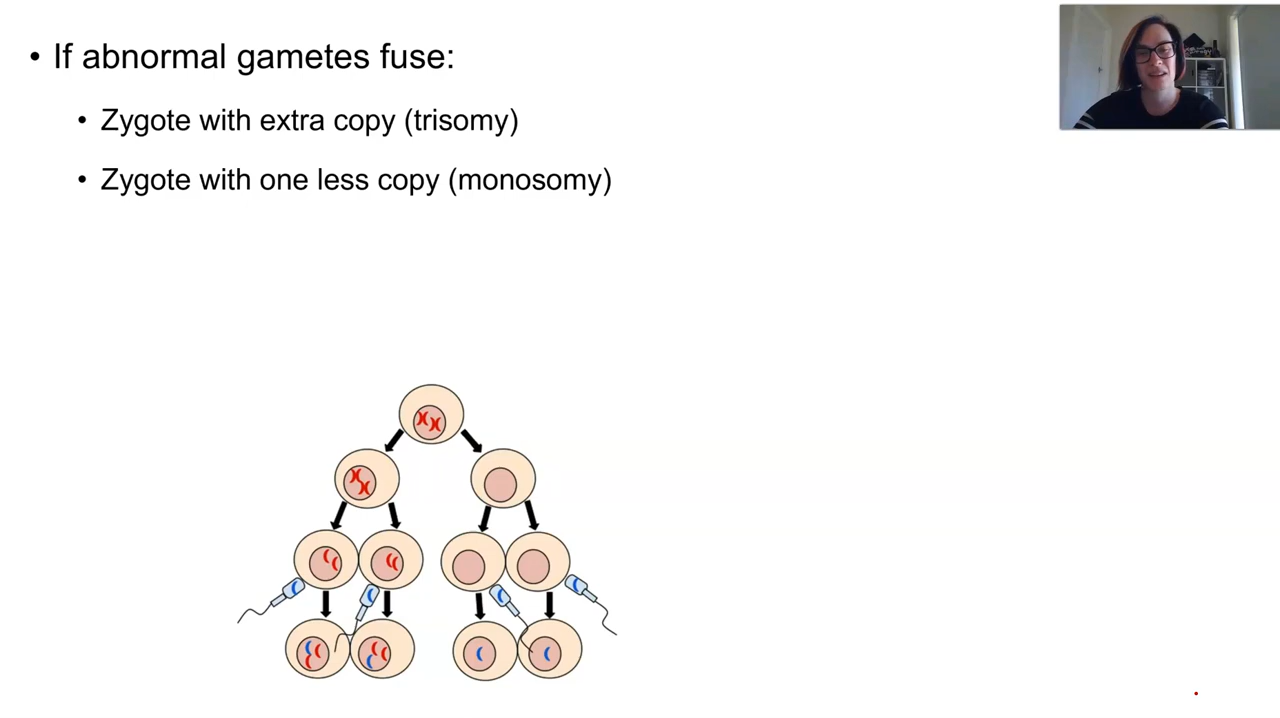 • If abnormal gametes fuse:
• Zygote with extra copy (trisomy)
• Zygote with one less copy (monosomy)